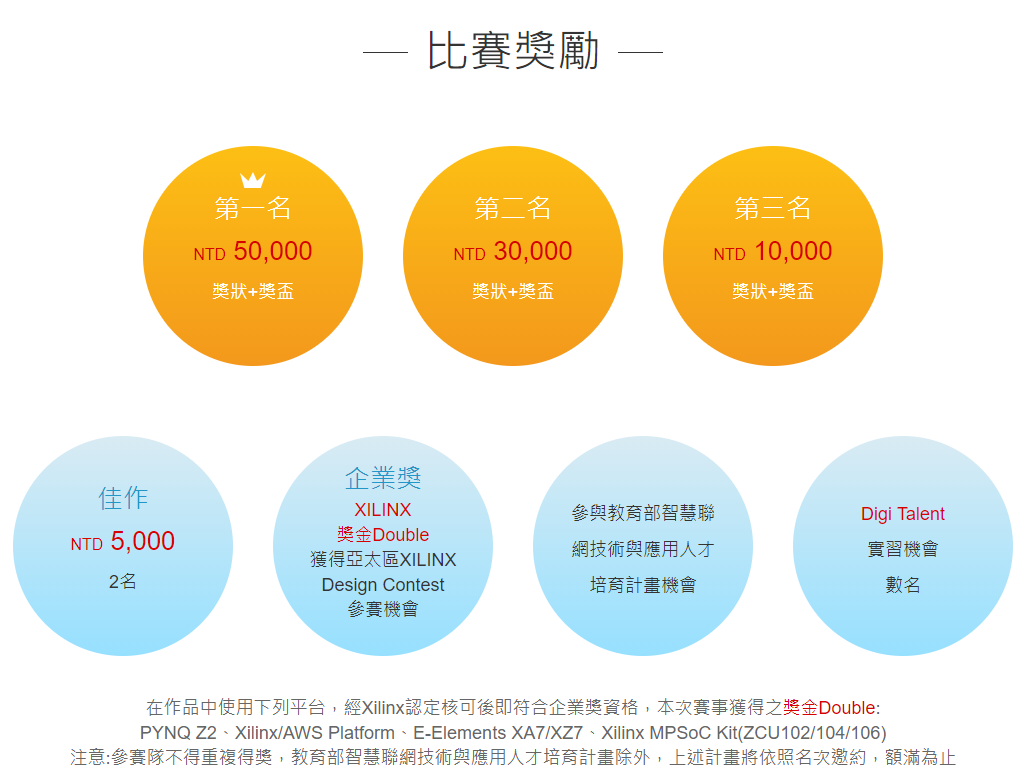 比賽獎勵
第一名
NTD 50,000
獎狀+獎盃
第二名
NTD 30,000
獎狀+獎盃
第三名
NTD 10,000
獎狀+獎盃
佳作
NTD 5,000
2名
企業獎
XILINX
獎金Double
獲得亞太區XILINX
Design Contest
參賽機會
參與教育部智慧聯
網技術與應用人才
培育計畫機會
Digi Talent
實習機會
數名
在作品中使用下列平台，經Xilinx認定核可後即符合企業獎資格，本次賽事獲得之獎金Double:
PYNQ Z2、Xilinx/AWS Platform、E-Elements XA7/XZ7、Xilinx MPSoC Kit(ZCU102/104/106)
注意:參賽隊不得重複得獎，教育部智慧聯網技術與應用人才培育計畫除外，上述計畫將依照名次邀約，額滿為止